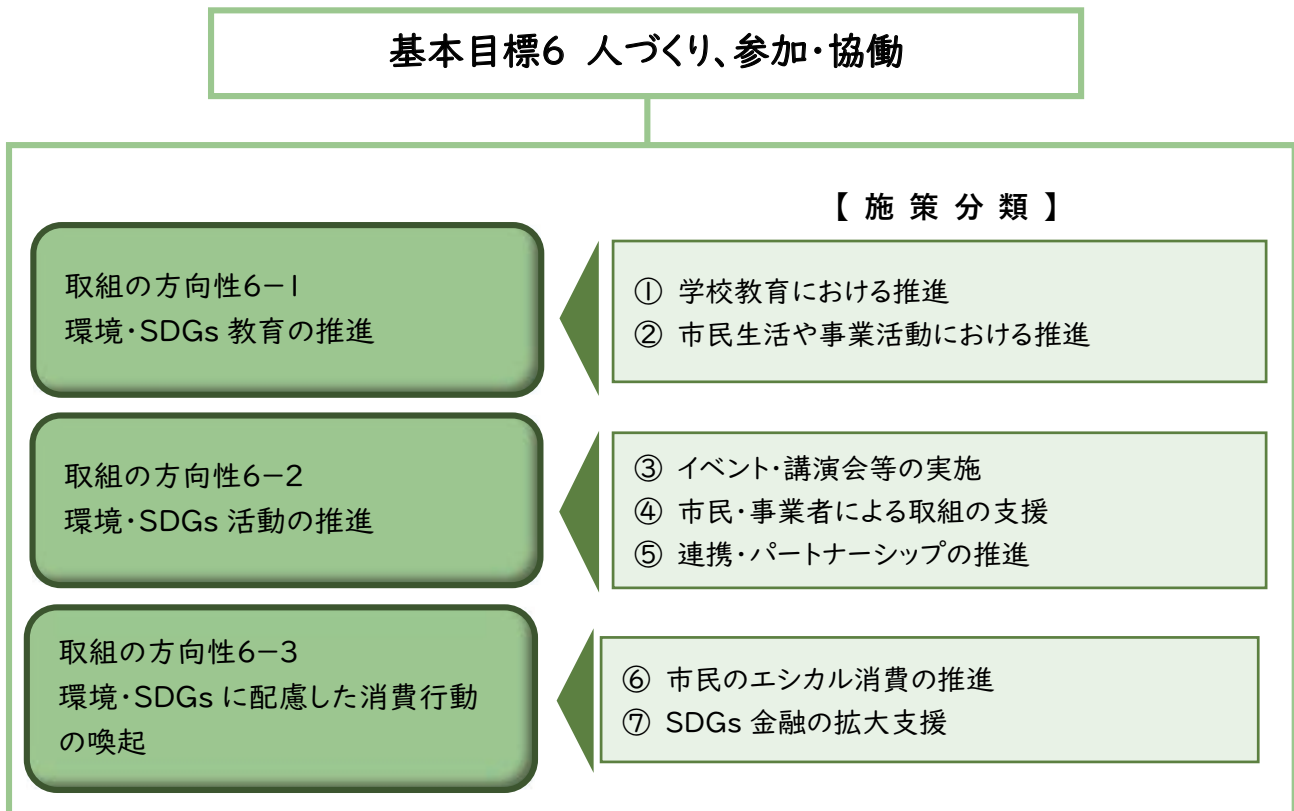 基本目標6 人づくり、参加・協働
【 施 策 分 類 】
取組の方向性6－1
環境・SDGs 教育の推進
① 学校教育における推進
② 市民生活や事業活動における推進
取組の方向性6－2
環境・SDGs 活動の推進
③ イベント・講演会等の実施
④ 市民・事業者による取組の支援
⑤ 連携・パートナーシップの推進
取組の方向性6－3
環境・SDGs に配慮した消費行動
の喚起
⑥ 市民のエシカル消費の推進
⑦ SDGs 金融の拡大支援